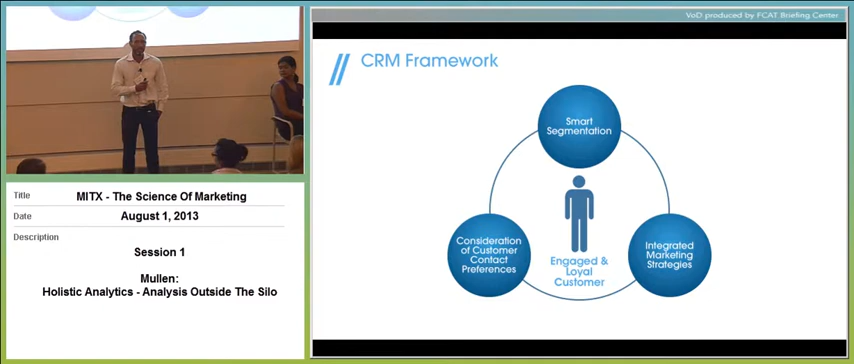 VoD produced by FCAT Briefing Center
CRM Framework
Smart
Segmentation
Consideration
of Customer
Contact
Preferences
Engaged &
Loyal
Customer
Integrated
Marketing
Strategies
Title MITX - The Science Of Marketing
Date August 1, 2013
Description
Session 1
Mullen:
Holistic Analytics - Analysis Outside The Silo